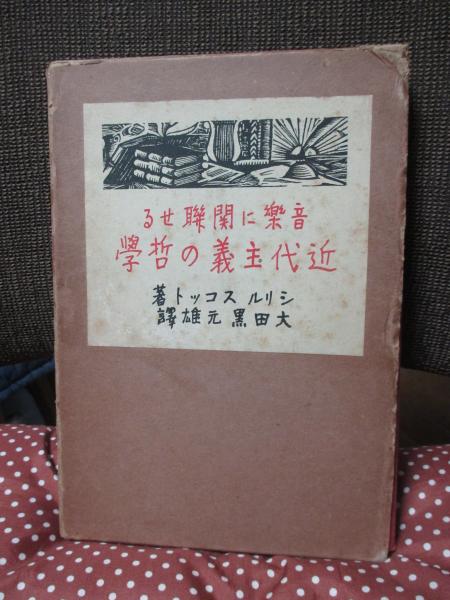 音樂に関聯せる
近代主義の哲學
シリル スコット著
大田黒元雄譯